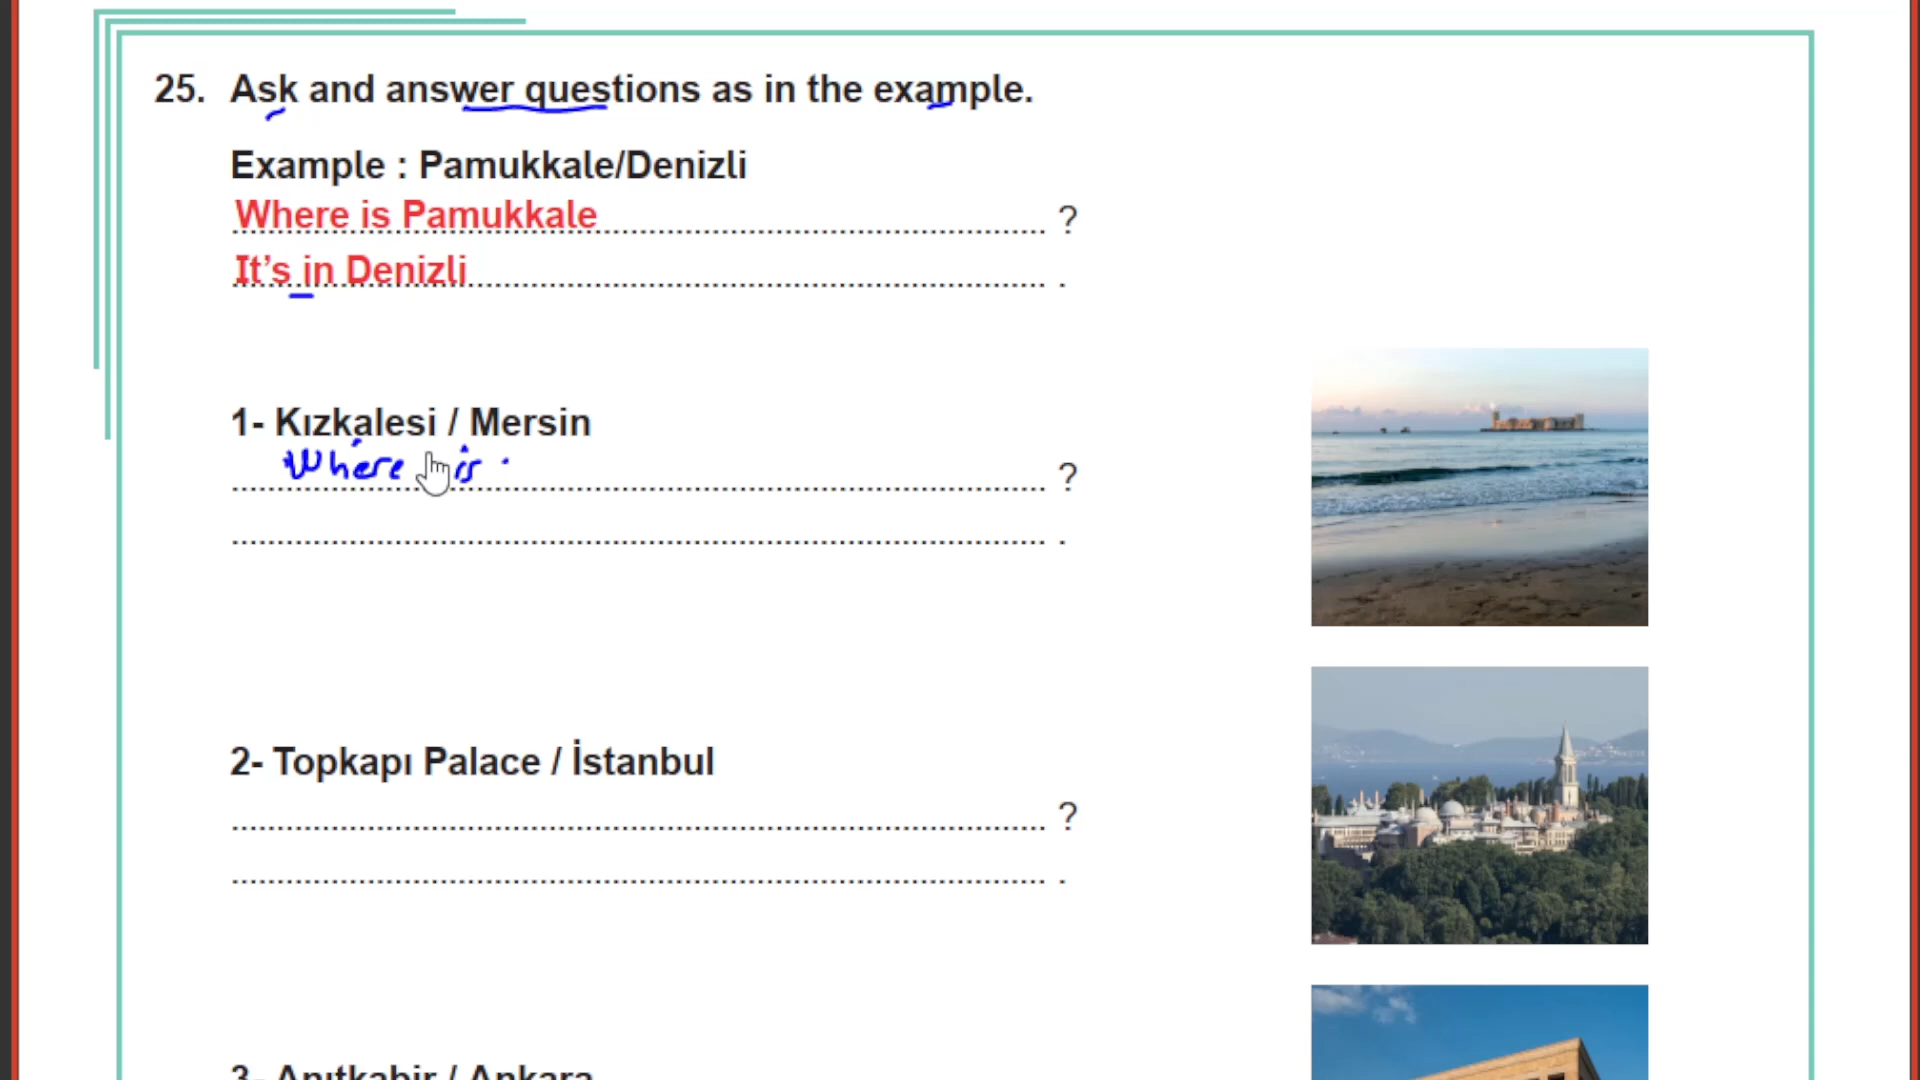 25. Ask and answer questions as in the example.
Example : Pamukkale/Denizli
Where is Pamukkale ?
It's in Denizli .
1- Kızkalesi / Mersin
Where is ?
.
2- Topkapı Palace / İstanbul
?
.
3- Anıtkabir / Ankara